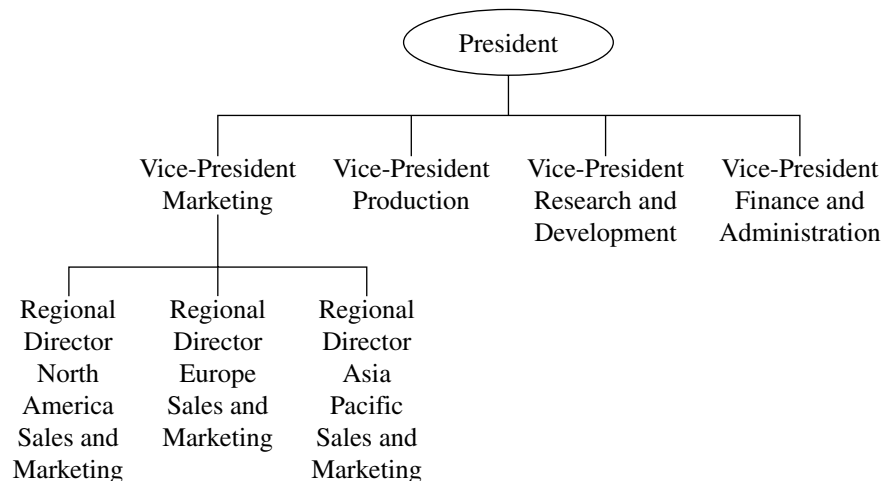 President
Vice-President
Marketing
Vice-President
Production
Vice-President
Research and
Development
Vice-President
Finance and
Administration
Regional
Director
North
America
Sales and
Marketing
Regional
Director
Europe
Sales and
Marketing
Regional
Director
Asia
Pacific
Sales and
Marketing